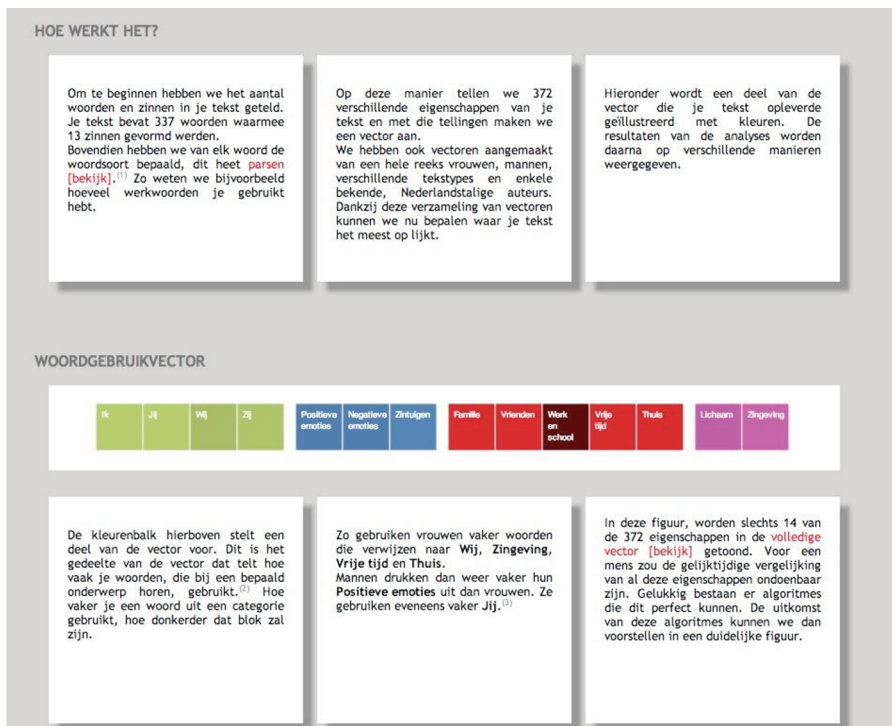 HOE WERKT HET?
Om te beginnen hebben we het aantal
woorden en zinnen in je tekst geteld.
Je tekst bevat 337 woorden waarmee
13 zinnen gevormd werden.
Bovendien hebben we van elk woord de
woordsoort bepaald, dit heet parsen
[bekijk].(1) Zo weten we bijvoorbeeld
hoeveel werkwoorden je gebruikt
hebt.
Op deze manier tellen we 372
verschillende eigenschappen van je
tekst en met die tellingen maken we
een vector aan.
We hebben ook vectoren aangemaakt
van een hele reeks vrouwen, mannen,
verschillende tekstypes en enkele
bekende, Nederlandstalige auteurs.
Dankzij deze verzameling van vectoren
kunnen we nu bepalen waar je tekst
het meest op lijkt.
Hieronder wordt een deel van de
vector die je tekst opleverde
geïllustreerd met kleuren. De
resultaten van de analyses worden
daarna op verschillende manieren
weergegeven.
WOORDGEBRUIKVECTOR
Ik
Jij
Wij
Zij
Positieve
emoties
Negatieve
emoties
Zintuigen
Familie
Vrienden
Werk
en
school
Vrije
tijd
Thuis
Lichaam
Zingeving
De kleurenbalk hierboven stelt een
deel van de vector voor. Dit is het
gedeelte van de vector dat telt hoe
vaak je woorden, die bij een bepaald
onderwerp horen, gebruikt.(2) Hoe
vaker je een woord uit een categorie
gebruikt, hoe donkerder dat blok zal
zijn.
Zo gebruiken vrouwen vaker woorden
die verwijzen naar Wij, Zingeving,
Vrije tijd en Thuis.
Mannen drukken dan weer vaker hun
Positieve emoties uit dan vrouwen. Ze
gebruiken eveneens vaker Jij.(3)
In deze figuur, worden slechts 14 van
de 372 eigenschappen in de volledige
vector [bekijk] getoond. Voor een
mens zou de gelijktijdige vergelijking
van al deze eigenschappen ondoenbaar
zijn. Gelukkig bestaan er algoritmes
die dit perfect kunnen. De uitkomst
van deze algoritmes kunnen we dan
voorstellen in een duidelijke figuur.